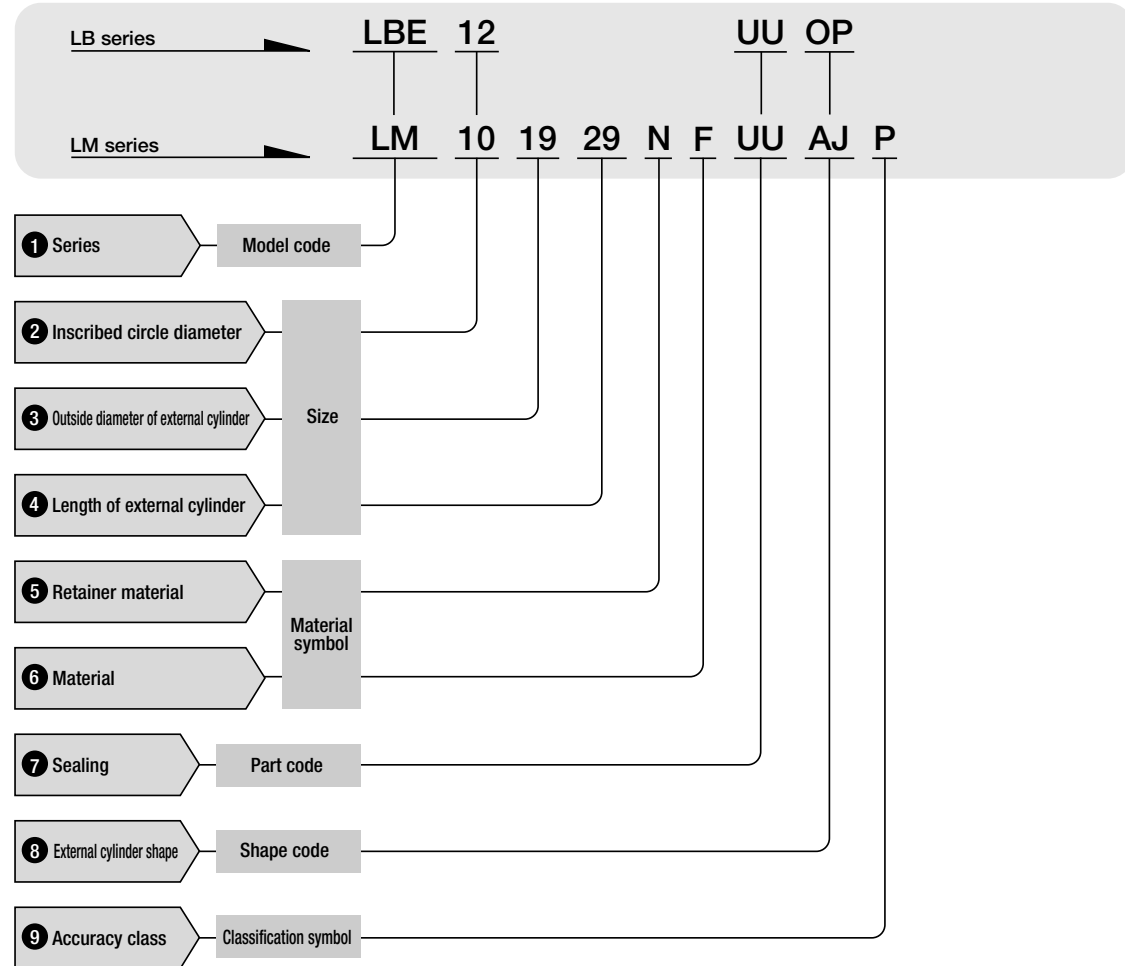 LB series LBE 12 UU OP
LM series LM 10 19 29 N F UU AJ P
1 Series Model code
2 Inscribed circle diameter
3 Outside diameter of external cylinder Size
4 Length of external cylinder
5 Retainer material
Material
symbol
6 Material
7 Sealing Part code
8 External cylinder shape Shape code
9 Accuracy class Classification symbol